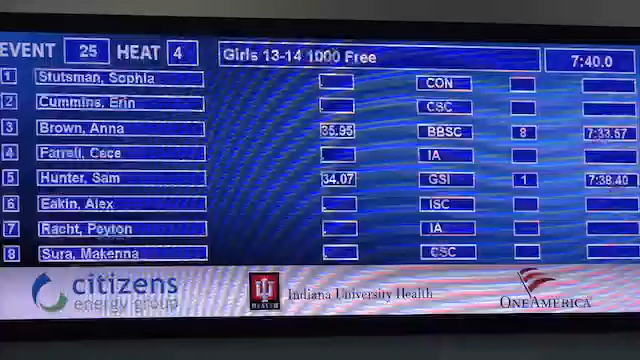 EVENT 25 HEAT 4 Girls 13-14 1000 Free 7:40.0
1 Stutsman, Sophia CON
2 Cummins, Erin CSC
3 Brown, Anna 35.95 BBSC 8 7:33.67
4 Farrell, Cece IA
5 Hunter, Sam 34.07 GSI 1 7:38.40
6 Eakin, Alex ISC
7 Racht, Peyton IA
8 Sura, Makenna CSC
citizens energy group
Indiana University Health
ONEAMERICA